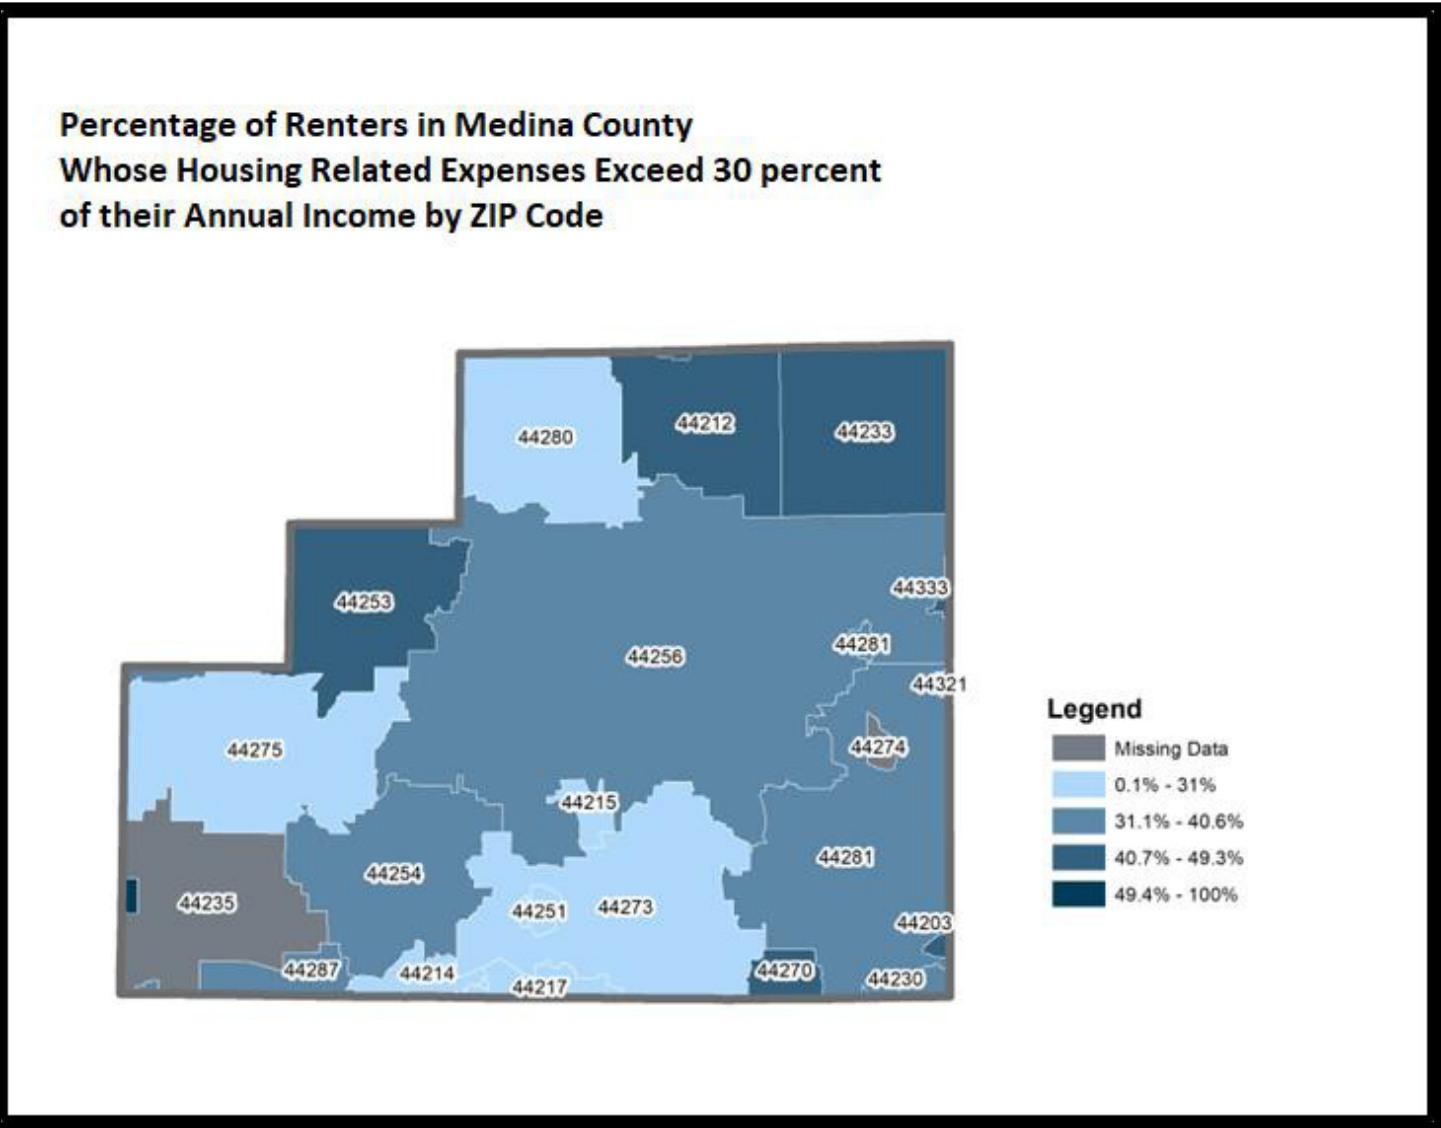 Percentage of Renters in Medina County
Whose Housing Related Expenses Exceed 30 percent
of their Annual Income by ZIP Code
44280
44212
44233
44253
44333
44281
44256
44321
44275
44274
44215
44281
44254
44235
44251
44273
44203
44287
44214
44270
44230
44217
Legend
Missing Data
0.1% - 31%
31.1% - 40.6%
40.7% - 49.3%
49.4% - 100%